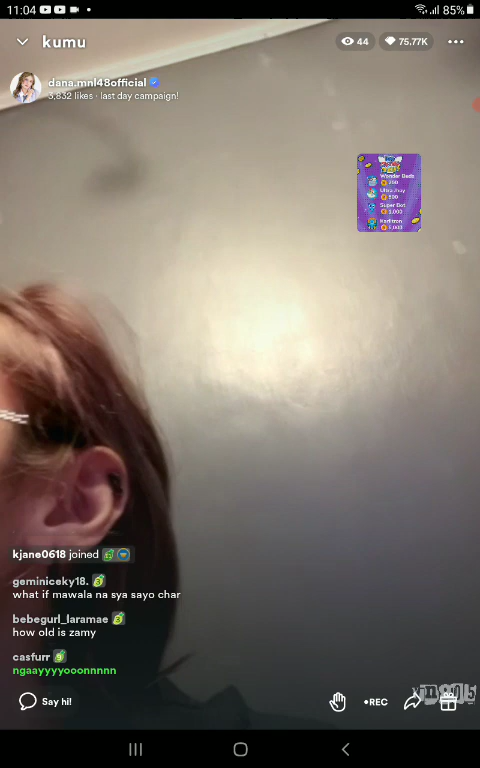 11:04
85%
kumu
44
75.77K
dana.mnl48official
3,832 likes · last day campaign!
Wonder Buds
Super Bot
kjane0618 joined
geminiceky18.
what if mawala na sya sayo char
bebegurl_laramae
how old is zamy
casfurr
ngaayyyyooonnnnn
Say hi!
•REC